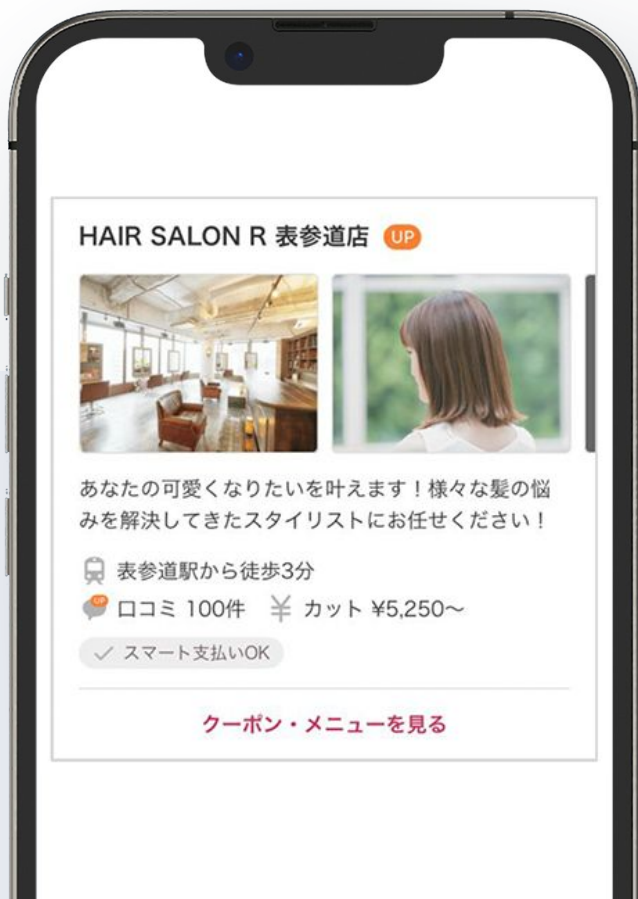 HAIR SALON R 表参道店 UP
あなたの可愛くなりたいを叶えます！様々な髪の悩
みを解決してきたスタイリストにお任せください！
表参道駅から徒歩3分
UP 口コミ 100件 ¥ カット ¥5,250～
✓ スマート支払いOK
クーポン・メニューを見る